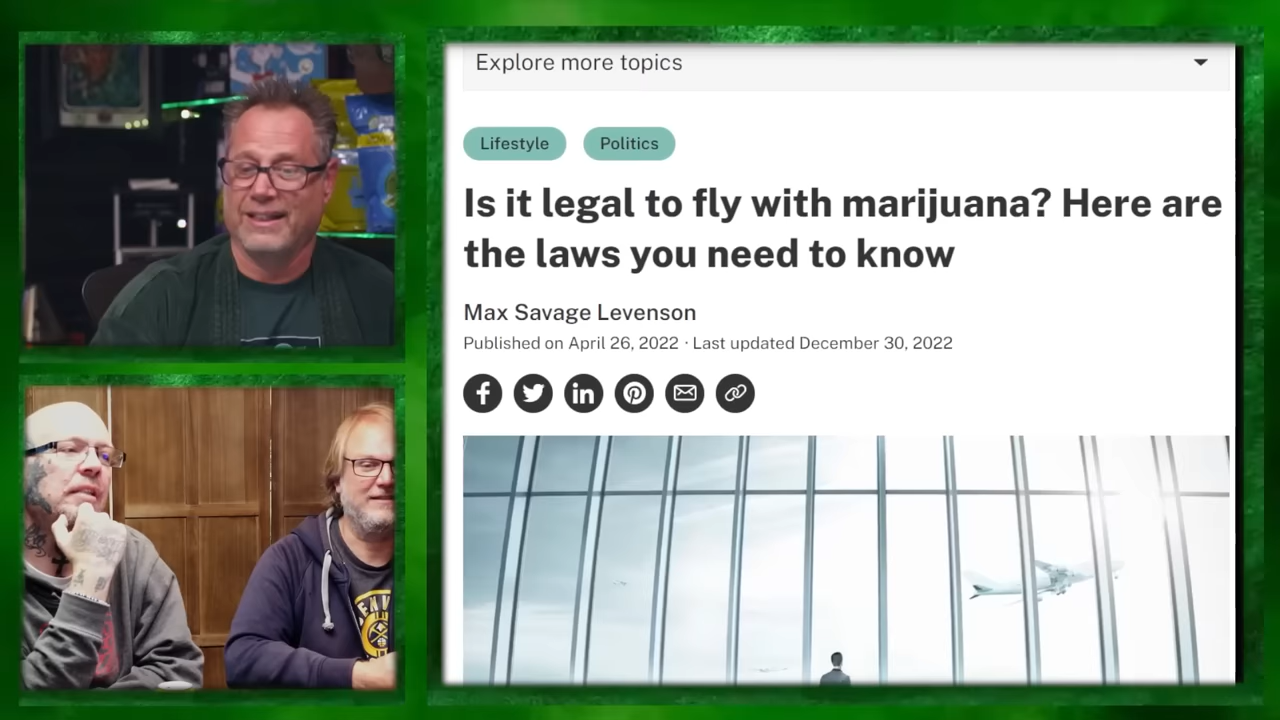 Explore more topics
Lifestyle
Politics
Is it legal to fly with marijuana? Here are
the laws you need to know
Max Savage Levenson
Published on April 26, 2022 · Last updated December 30, 2022